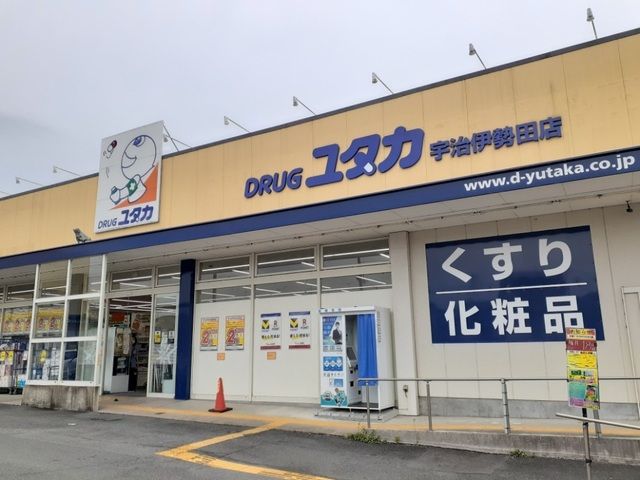 DRUG ユタカ 宇治伊勢田店
www.d-yutaka.co.jp
DRUG ユタカ
くすり
化粧品